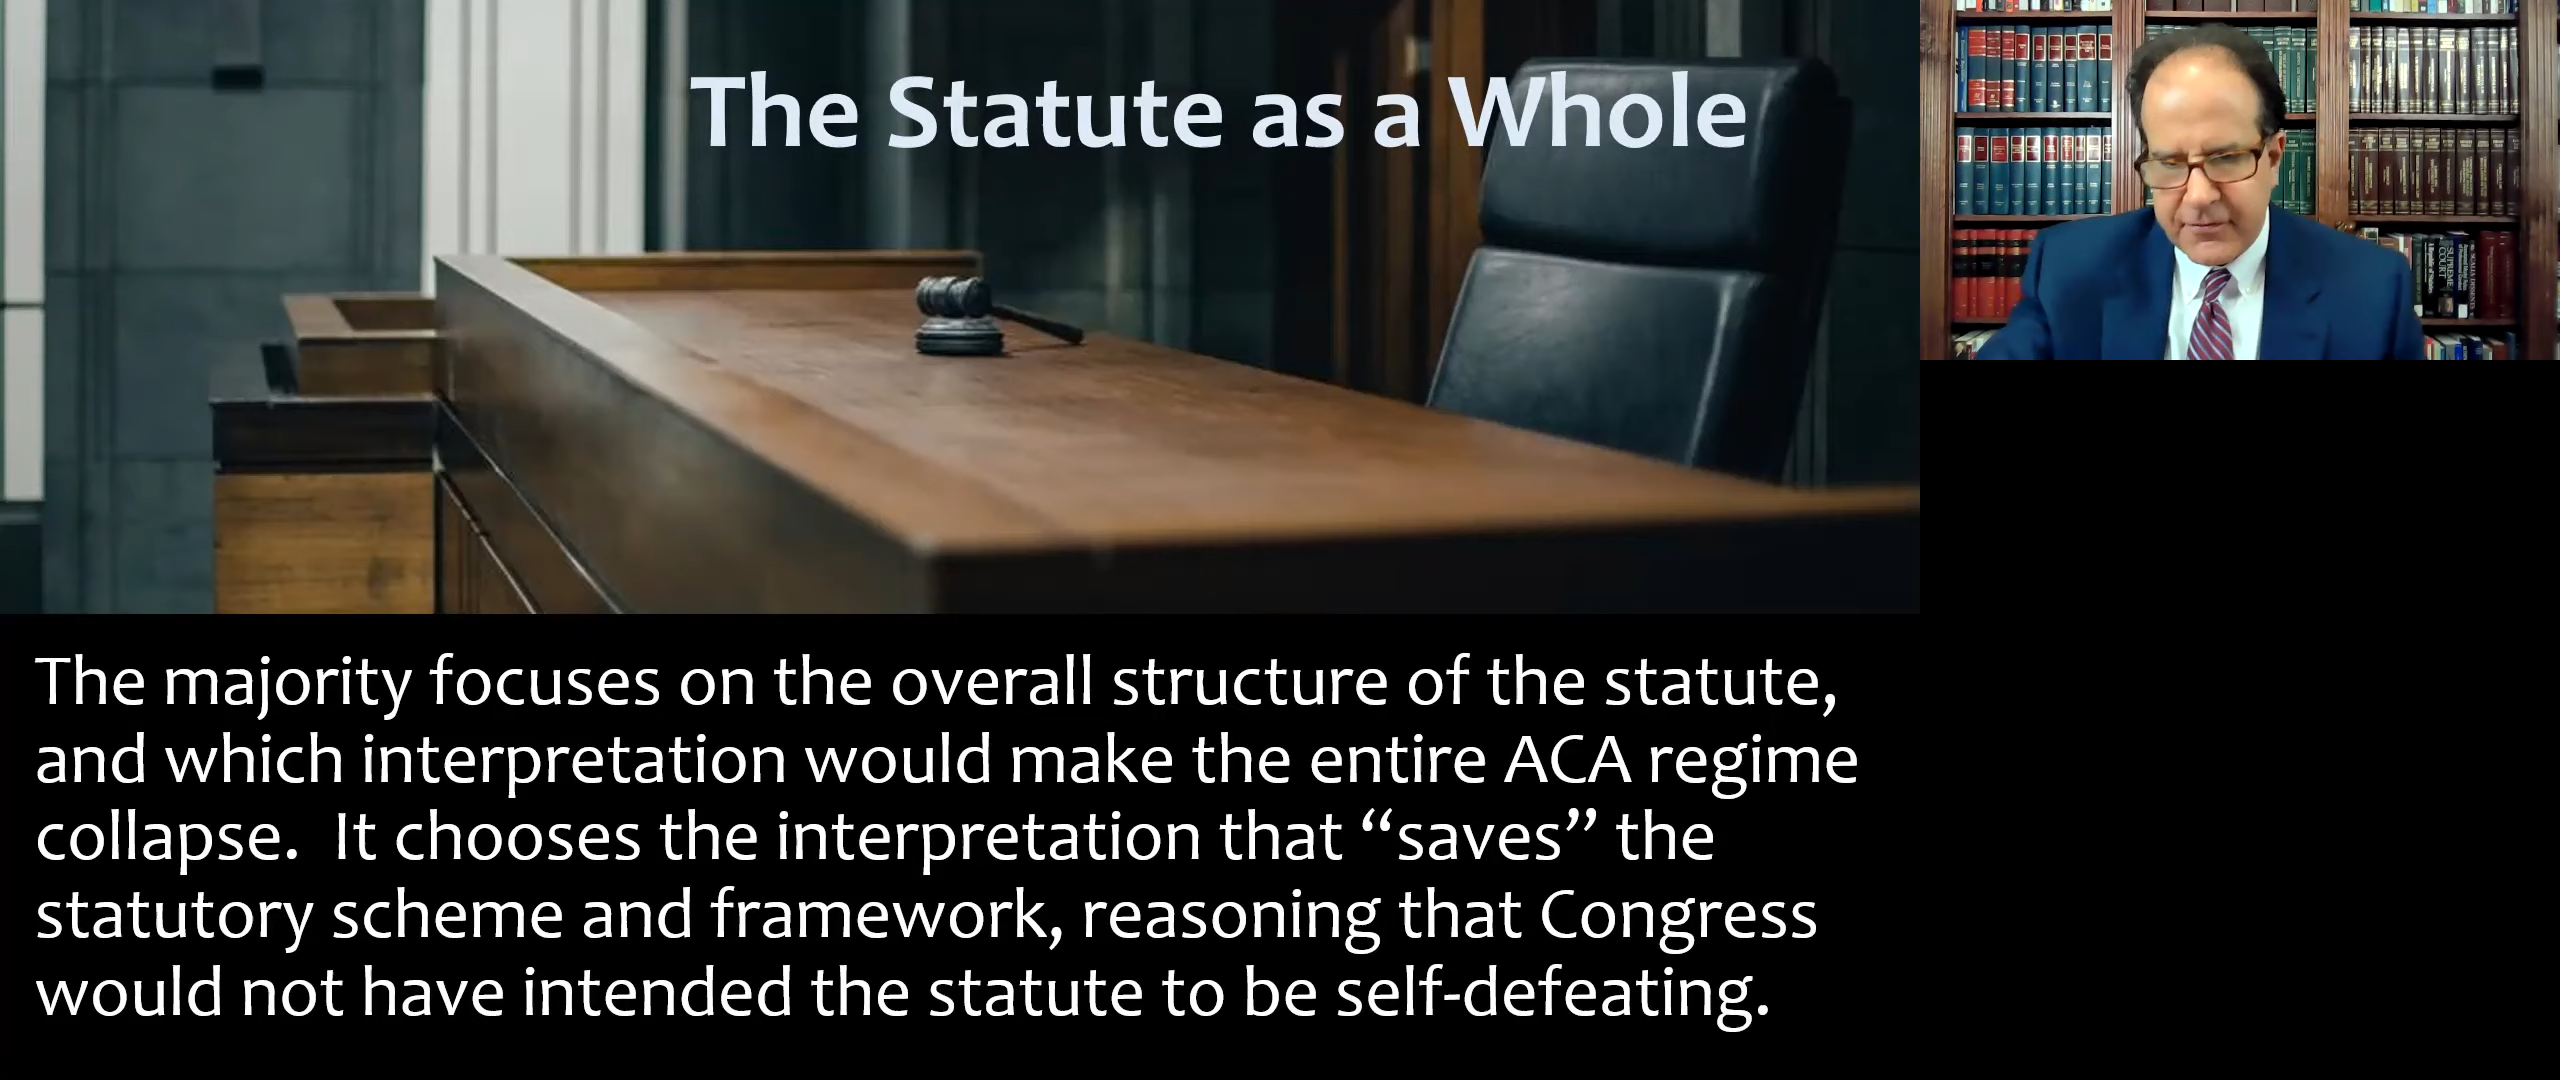 The Statute as a Whole
The majority focuses on the overall structure of the statute,
and which interpretation would make the entire ACA regime
collapse.  It chooses the interpretation that “saves” the
statutory scheme and framework, reasoning that Congress
would not have intended the statute to be self-defeating.
SUPREME
COURT